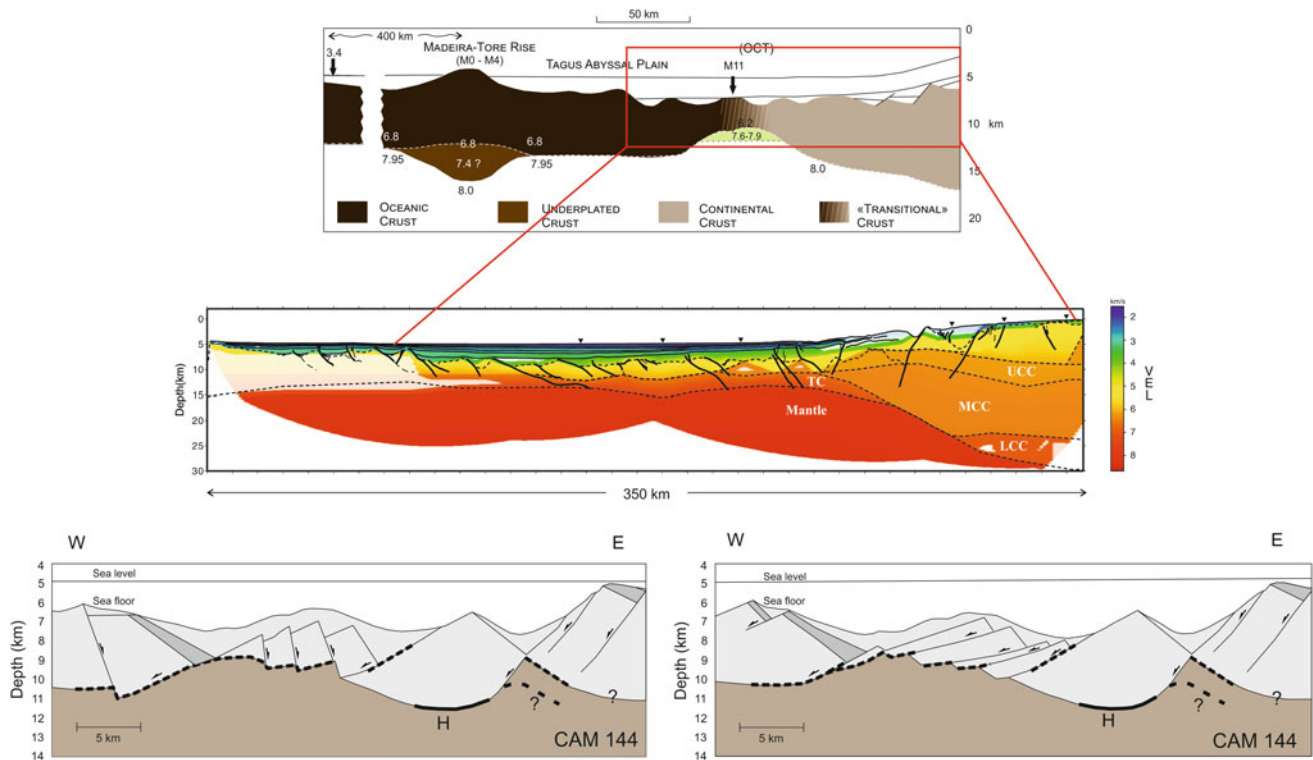 50 km
400 km
MADEIRA-TORE RISE
(M0 - M4)
3.4
TAGUS ABYSSAL PLAIN
(OCT)
M11
0
5
10
km
15
20
6.8
6.8
6.8
6.2
7.6-7.9
7.95
7.4 ?
7.95
8.0
8.0
OCEANIC
CRUST
UNDERPLATED
CRUST
CONTINENTAL
CRUST
«TRANSITIONAL»
CRUST
Depth(km)
0
5
10
15
20
25
30
TC
Mantle
UCC
MCC
LCC
km/s
2
3
4
5
6
7
8
VEL
350 km
W
E
Depth (km)
4
5
6
7
8
9
10
11
12
13
14
Sea level
Sea floor
5 km
H
?
?
CAM 144
W
E
Depth (km)
4
5
6
7
8
9
10
11
12
13
14
Sea level
Sea floor
5 km
H
?
?
CAM 144